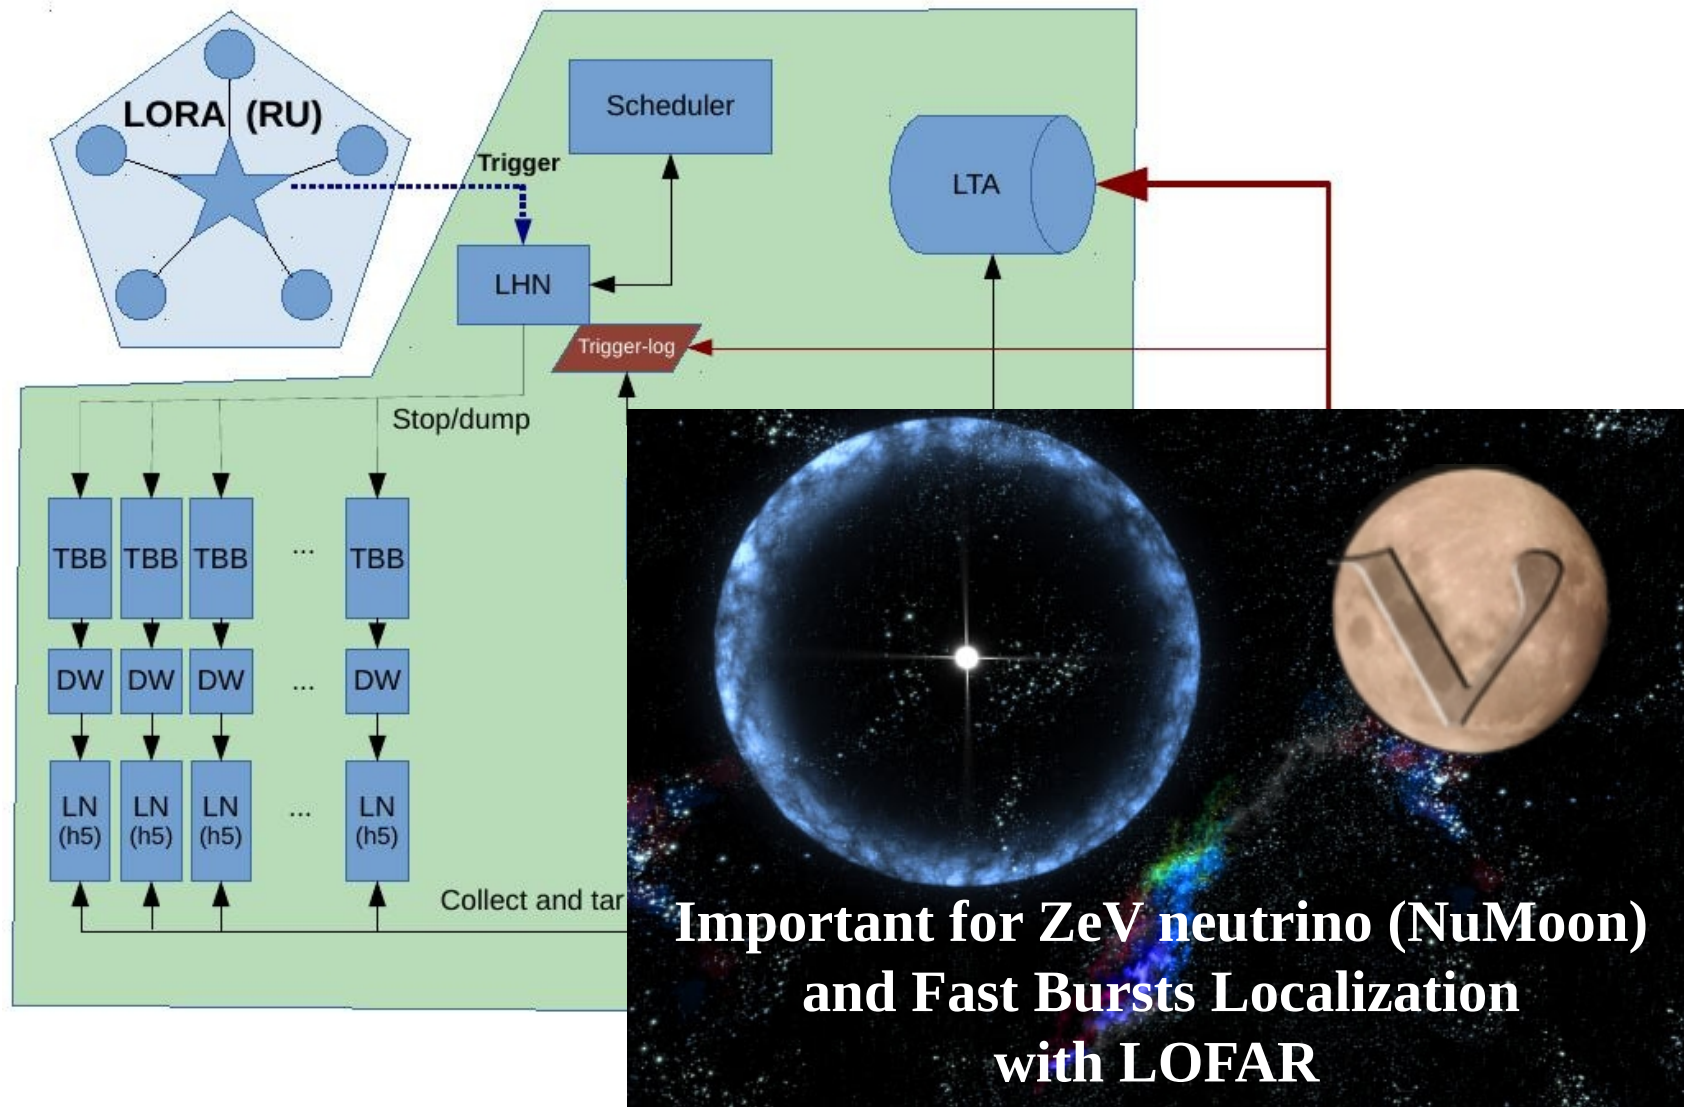 LORA (RU)
Scheduler
Trigger
LTA
LHN
Trigger-log
Stop/dump
TBB TBB TBB ... TBB
DW DW DW ... DW
LN LN LN ... LN
(h5) (h5) (h5) (h5)
Collect and tar
Important for ZeV neutrino (NuMoon)
and Fast Bursts Localization
with LOFAR